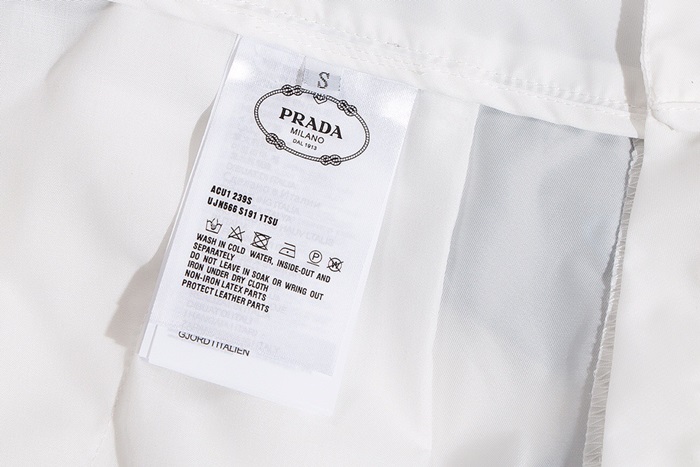 S
PRADA
MILANO
DAL 1913
ACU1 239S
UJN566 S191 1TSU
WASH IN COLD WATER, INSIDE-OUT AND
SEPARATELY
DO NOT LEAVE IN SOAK OR WRING OUT
IRON UNDER DRY CLOTH
NON-IRON LATEX PARTS
PROTECT LEATHER PARTS
GJORD I ITALIEN